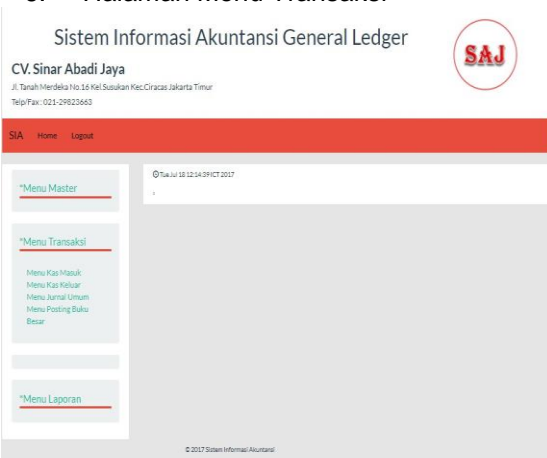 Halaman Menu Transaksi
Sistem Informasi Akuntansi General Ledger
SAJ
CV. Sinar Abadi Jaya
Jl. Tanah Merdeka No.16 Kel.Susukan Kec.Ciracas Jakarta Timur
Telp/Fax : 021-29823663
SIA Home Logout
Tue Jul 18 12:14:39 ICT 2017
*Menu Master
*Menu Transaksi
Menu Kas Masuk
Menu Kas Keluar
Menu Jurnal Umum
Menu Posting Buku
Besar
*Menu Laporan
© 2017 Sistem Informasi Akuntansi